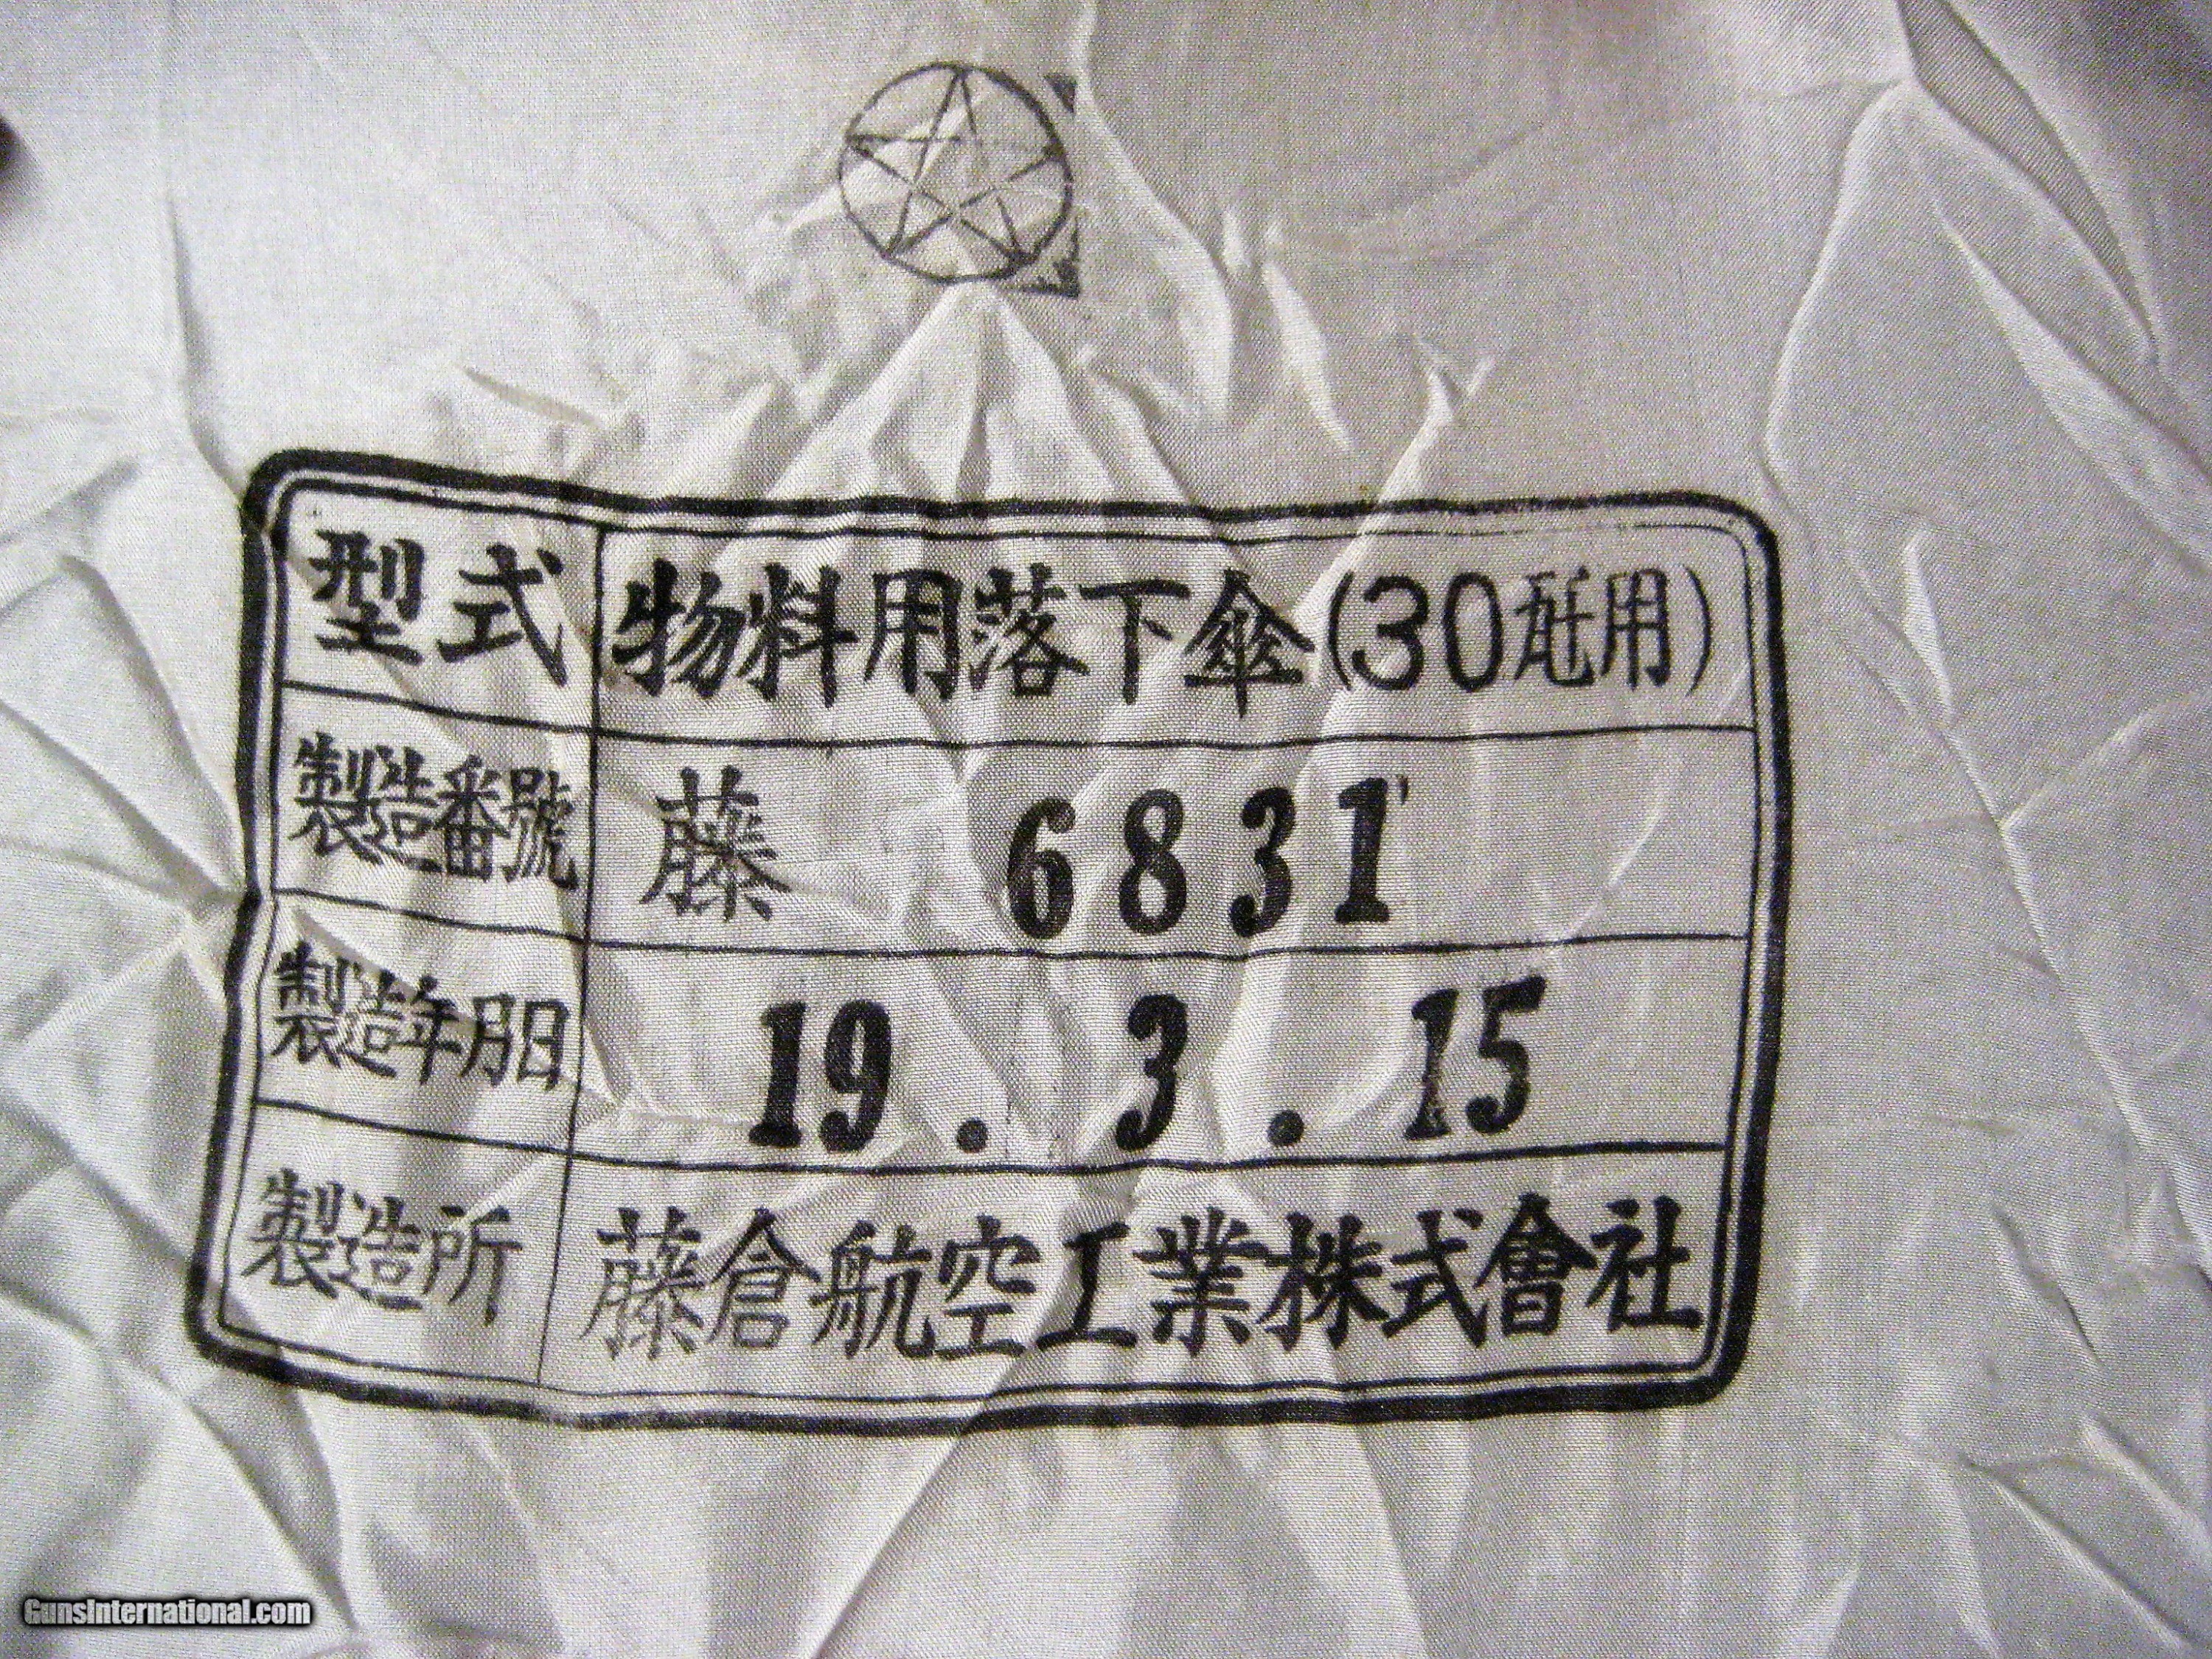 型式 物料用落下傘(30瓩用)
製造番號 藤 6831
製造年月日 19.3.15
製造所 藤倉航空工業株式會社
GunsInternational.com